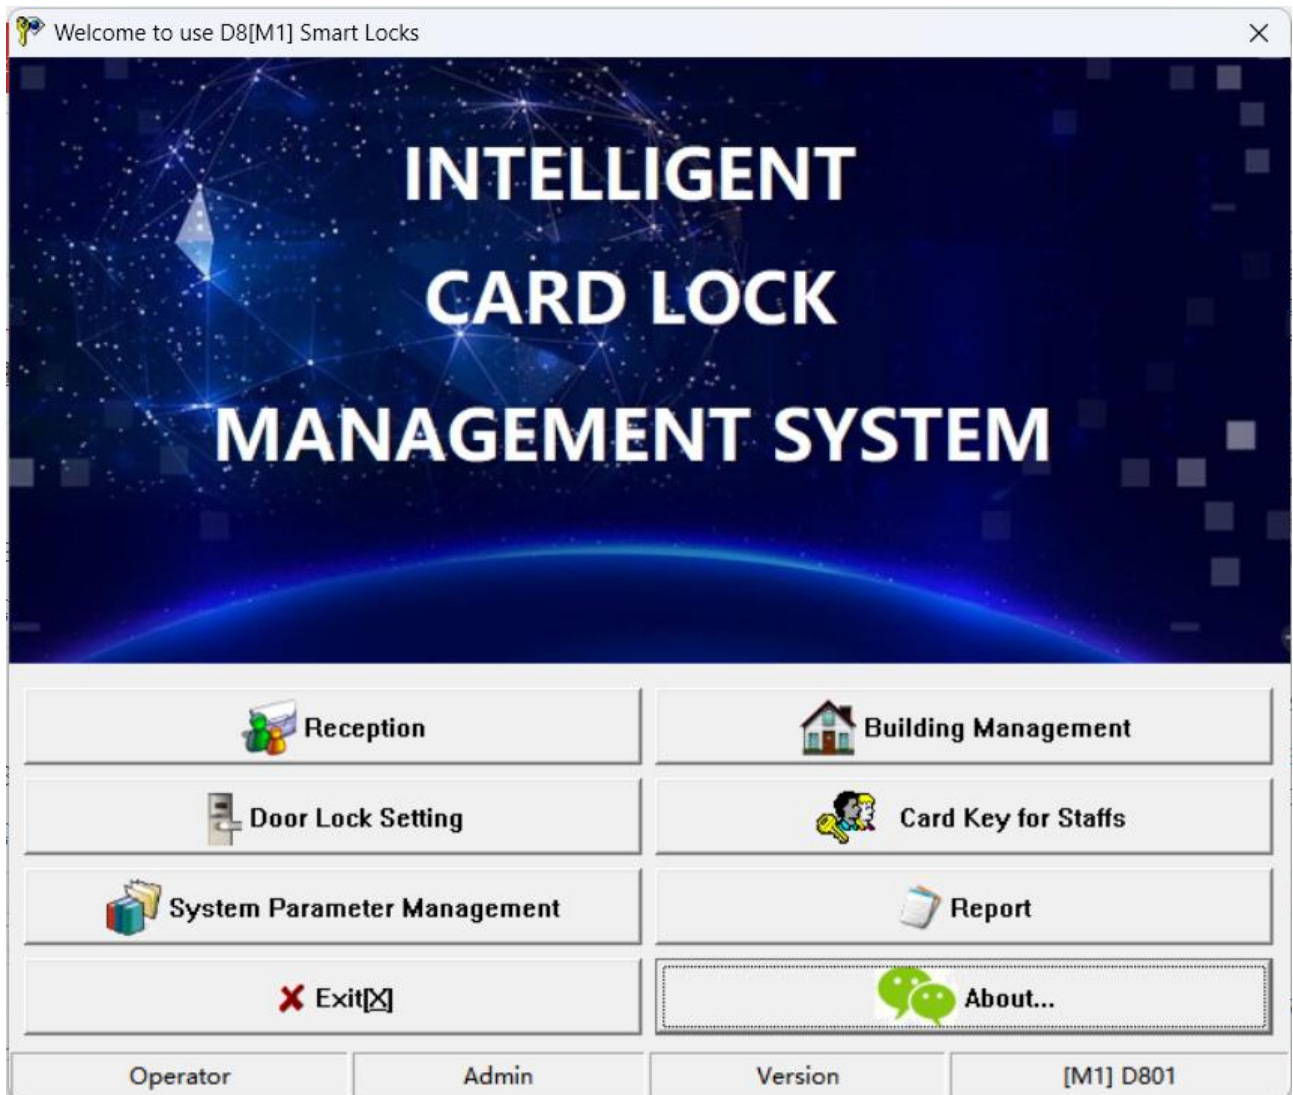 Welcome to use D8[M1] Smart Locks
INTELLIGENT
CARD LOCK
MANAGEMENT SYSTEM
Reception
Building Management
Door Lock Setting
Card Key for Staffs
System Parameter Management
Report
Exit[X]
About...
Operator
Admin
Version
[M1] D801